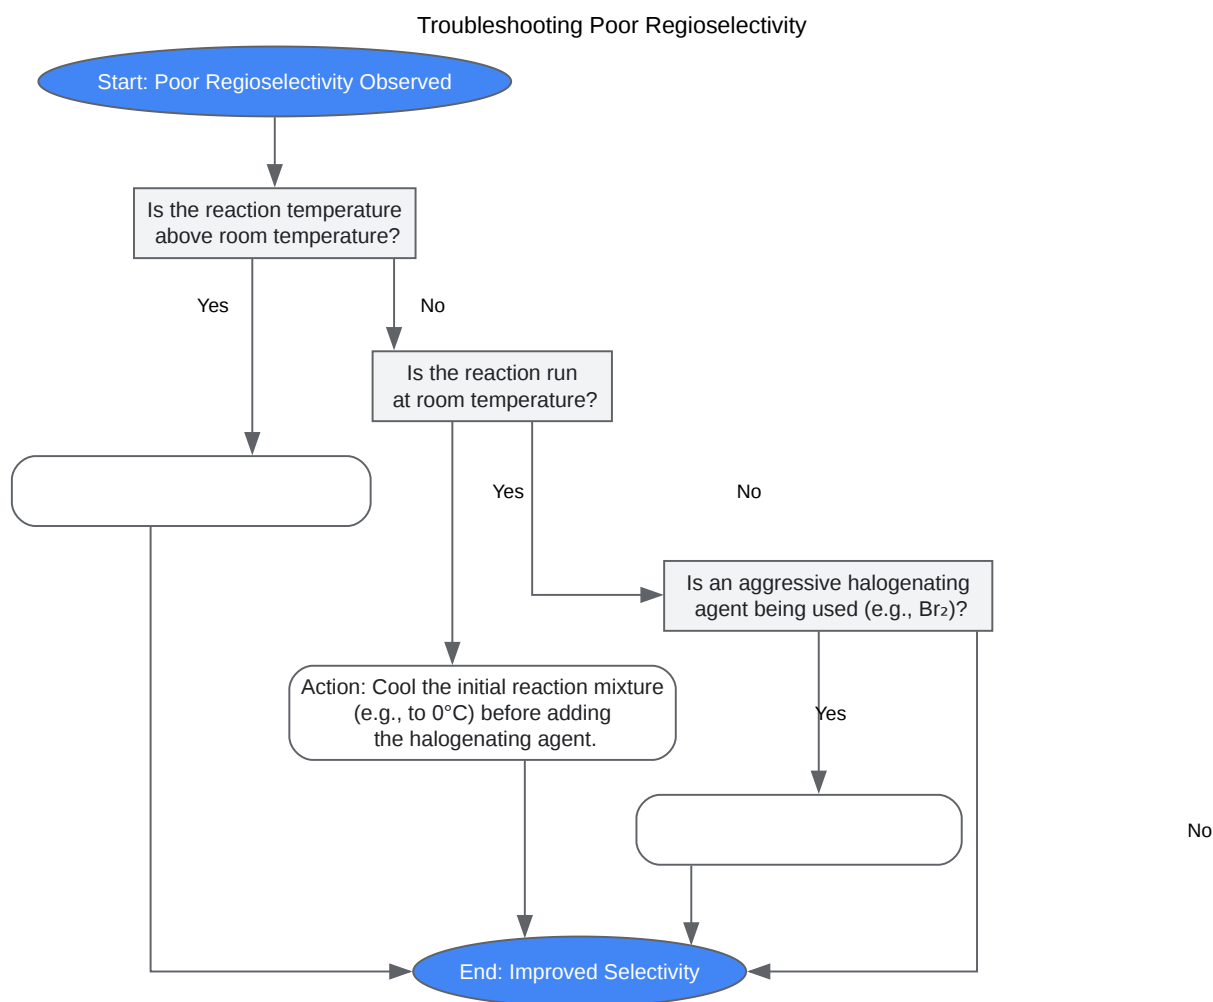 Troubleshooting Poor Regioselectivity
Start: Poor Regioselectivity Observed
Is the reaction temperature
above room temperature?
Yes
No
Is the reaction run
at room temperature?
Yes
No
Is an aggressive halogenating
agent being used (e.g., Br₂)?
Action: Cool the initial reaction mixture
(e.g., to 0°C) before adding
the halogenating agent.
Yes
No
End: Improved Selectivity